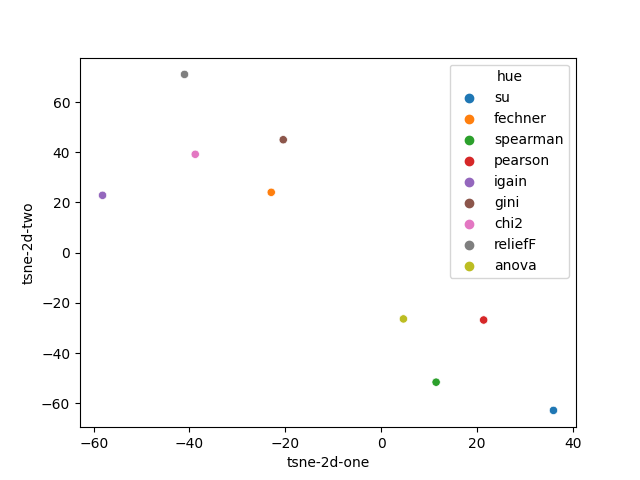 hue
su
fechner
spearman
pearson
igain
gini
chi2
reliefF
anova
60
40
20
0
−20
−40
−60
tsne-2d-two
−60 −40 −20 0 20 40
tsne-2d-one